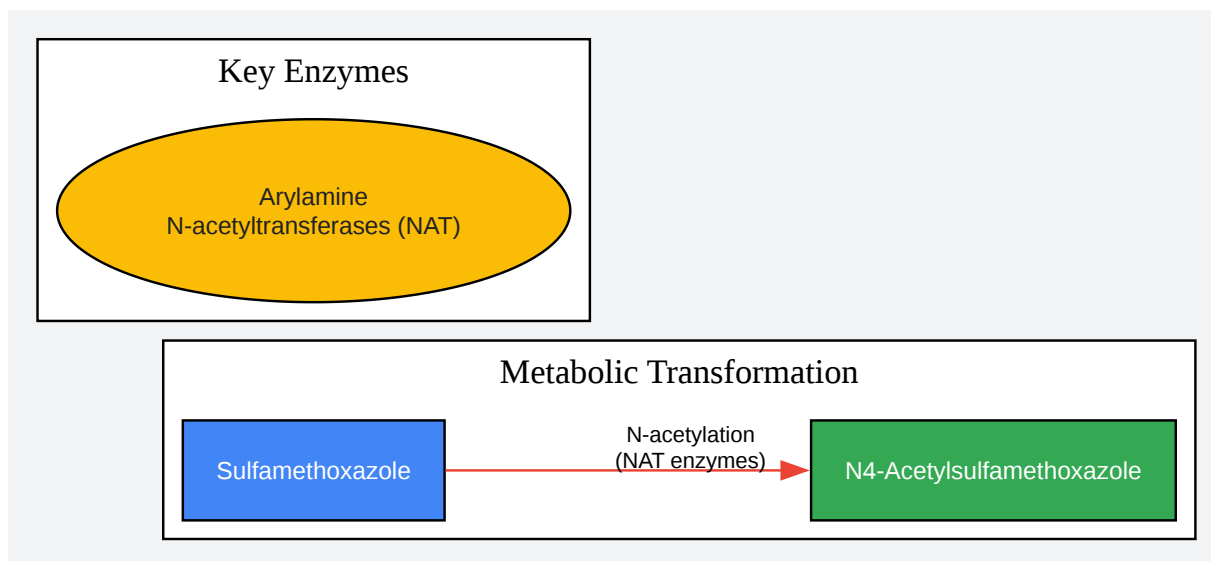 Key Enzymes
Arylamine
N-acetyltransferases (NAT)
Metabolic Transformation
Sulfamethoxazole
N-acetylation
(NAT enzymes)
N4-Acetylsulfamethoxazole